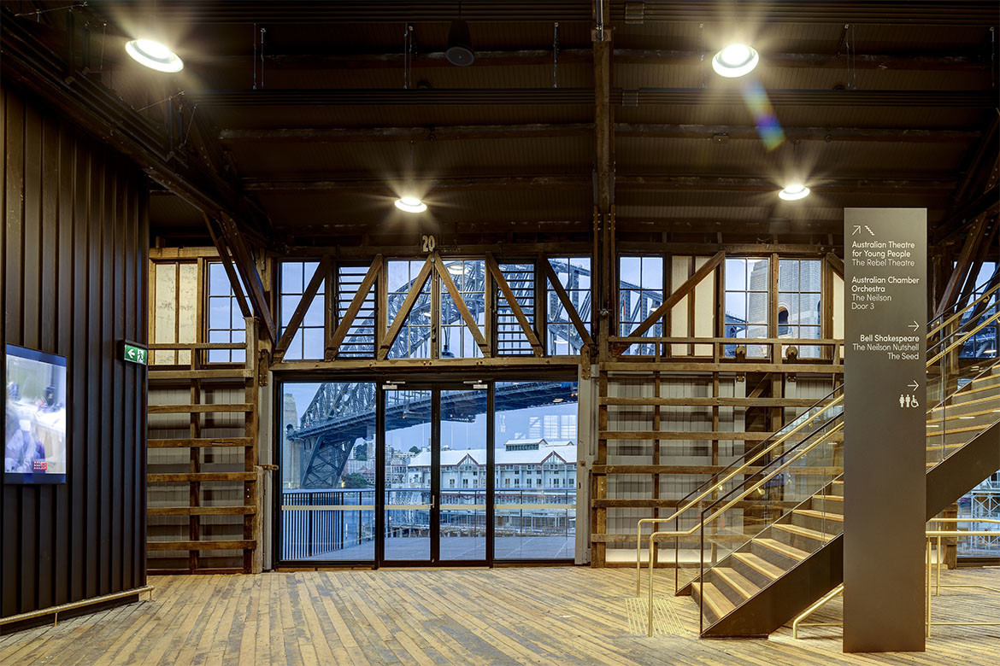 20
Australian Theatre
for Young People
The Rebel Theatre
Australian Chamber
Orchestra
The Neilson
Door 3
Bell Shakespeare
The Neilson Nutshell
The Seed